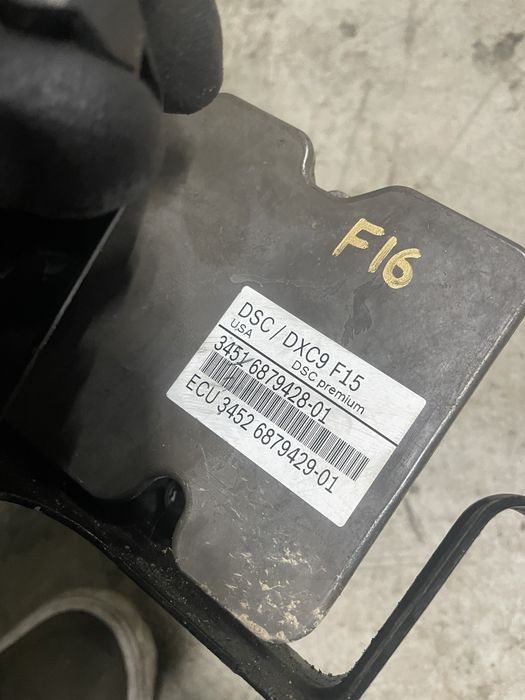 F16
DSC / DXC9 F15
USA DSC premium
3451 6879428-01
ECU 3452 6879429-01